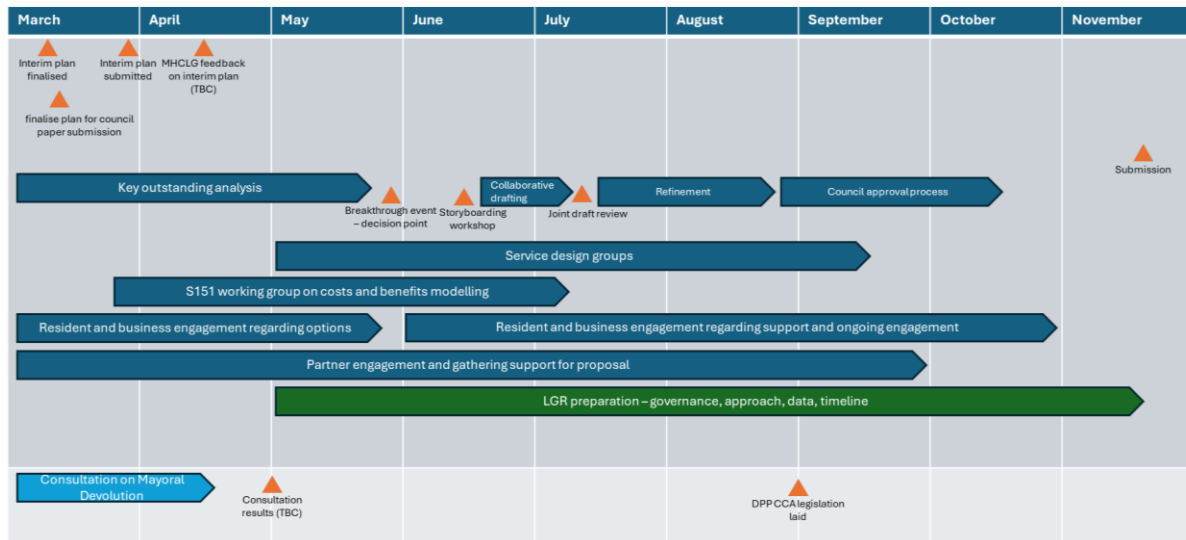 March April May June July August September October November
Interim plan
finalised
Interim plan
submitted
MHCLG feedback
on interim plan
(TBC)
finalise plan for council
paper submission
Submission
Key outstanding analysis
Breakthrough event
– decision point
Storyboarding
workshop
Collaborative
drafting
Joint draft review
Refinement
Council approval process
Service design groups
S151 working group on costs and benefits modelling
Resident and business engagement regarding options
Resident and business engagement regarding support and ongoing engagement
Partner engagement and gathering support for proposal
LGR preparation – governance, approach, data, timeline
Consultation on Mayoral
Devolution
Consultation
results (TBC)
DPP CCA legislation
laid